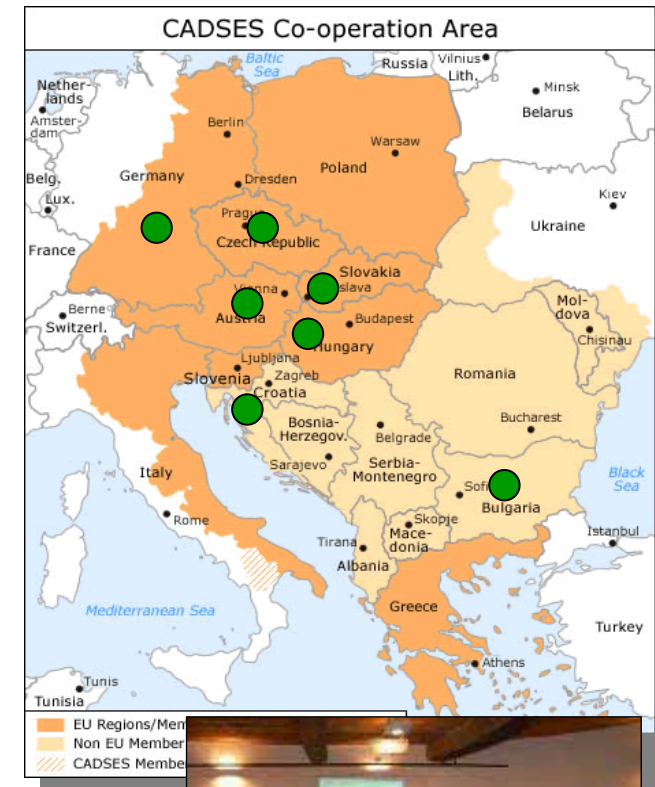 CADSES Co-operation Area
Baltic
Sea
Russia
Vilnius
Lith.
Nether-
lands
Minsk
Amster-
dam
Belarus
Berlin
Warsaw
Poland
Belg.
Germany
Dresden
Lux.
Kiev
Prague
Ukraine
Czech Republic
France
Slovakia
Vienna
slava
Mol-
dova
Berne
Austria
Budapest
Switzerl.
Hungary
Chisinau
Ljubljana
Slovenia
Zagreb
Croatia
Romania
Bosnia-
Herzegov.
Belgrade
Bucharest
Sarajevo
Serbia-
Montenegro
Italy
Black
Sea
Sofi
Bulgaria
Rome
Skopje
Mace-
donia
Istanbul
Tirana
Albania
Mediterranean Sea
Greece
Turkey
Athens
Tunis
Tunisia
EU Regions/Mem
Non EU Member
CADSES Membe